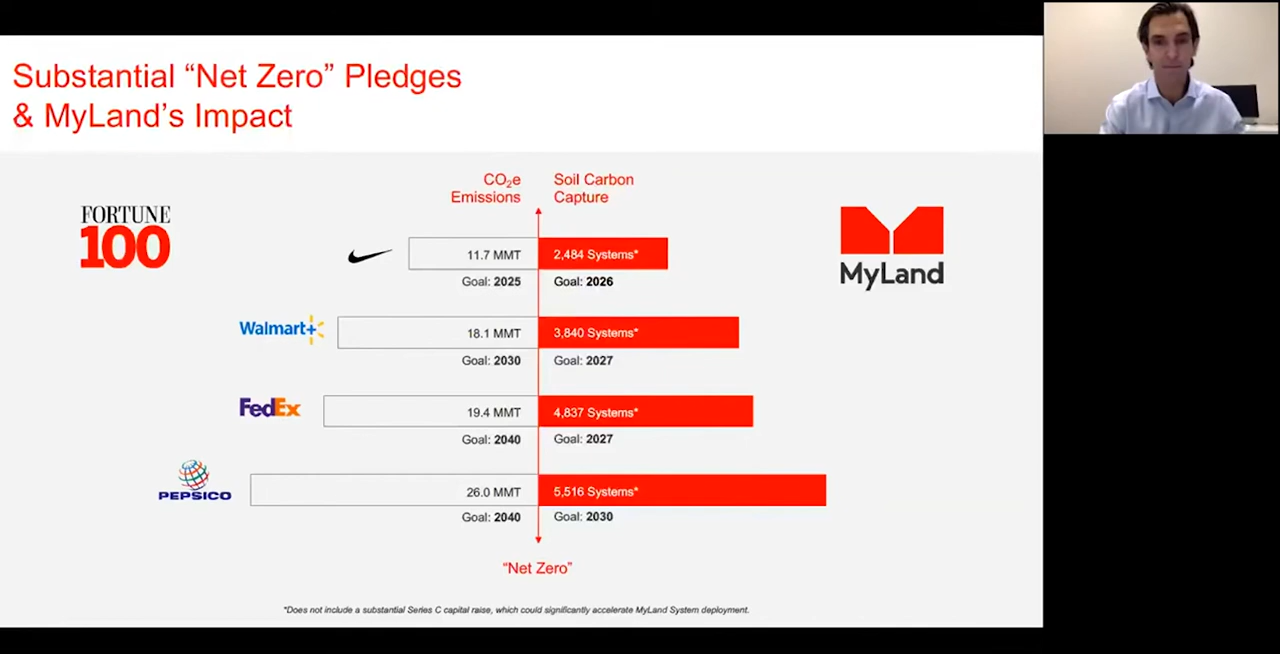 Substantial “Net Zero” Pledges
& MyLand’s Impact
FORTUNE
100
CO₂e
Emissions
Soil Carbon
Capture
MyLand
11.7 MMT
2,484 Systems*
Goal: 2025
Goal: 2026
Walmart+
18.1 MMT
3,840 Systems*
Goal: 2030
Goal: 2027
FedEx
19.4 MMT
4,837 Systems*
Goal: 2040
Goal: 2027
PEPSICO
26.0 MMT
5,516 Systems*
Goal: 2040
Goal: 2030
“Net Zero”
*Does not include a substantial Series C capital raise, which could significantly accelerate MyLand System deployment.